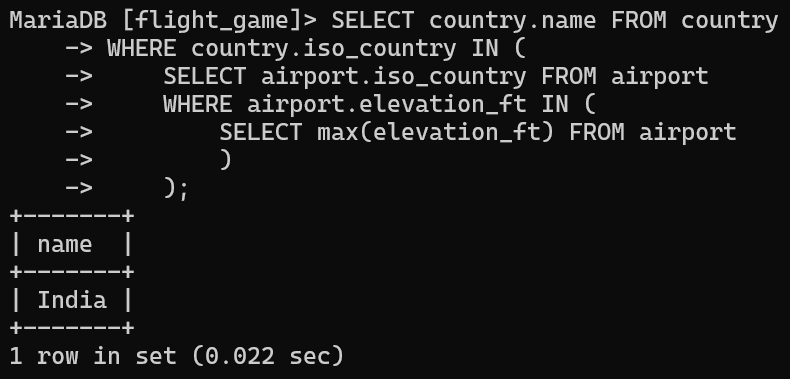 MariaDB [flight_game]> SELECT country.name FROM country
    -> WHERE country.iso_country IN (
    ->     SELECT airport.iso_country FROM airport
    ->     WHERE airport.elevation_ft IN (
    ->         SELECT max(elevation_ft) FROM airport
    ->         )
    ->     );
+-------+
| name  |
+-------+
| India |
+-------+
1 row in set (0.022 sec)